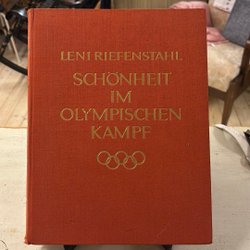 LENI RIEFENSTAHL
SCHÖNHEIT
IM
OLYMPISCHEN
KAMPF